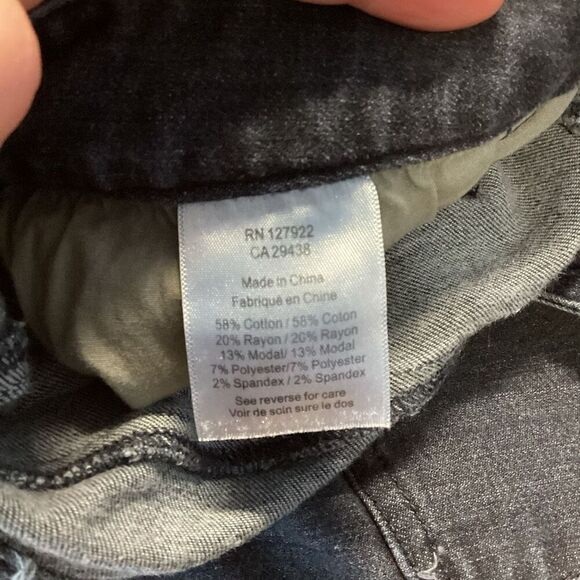 RN 127922
CA 29438
Made in China
Fabriqué en Chine
58% Cotton / 58% Coton
20% Rayon / 20% Rayon
13% Modal/ 13% Modal
7% Polyester/7% Polyester
2% Spandex / 2% Spandex
See reverse for care
Voir de soin sure le dos